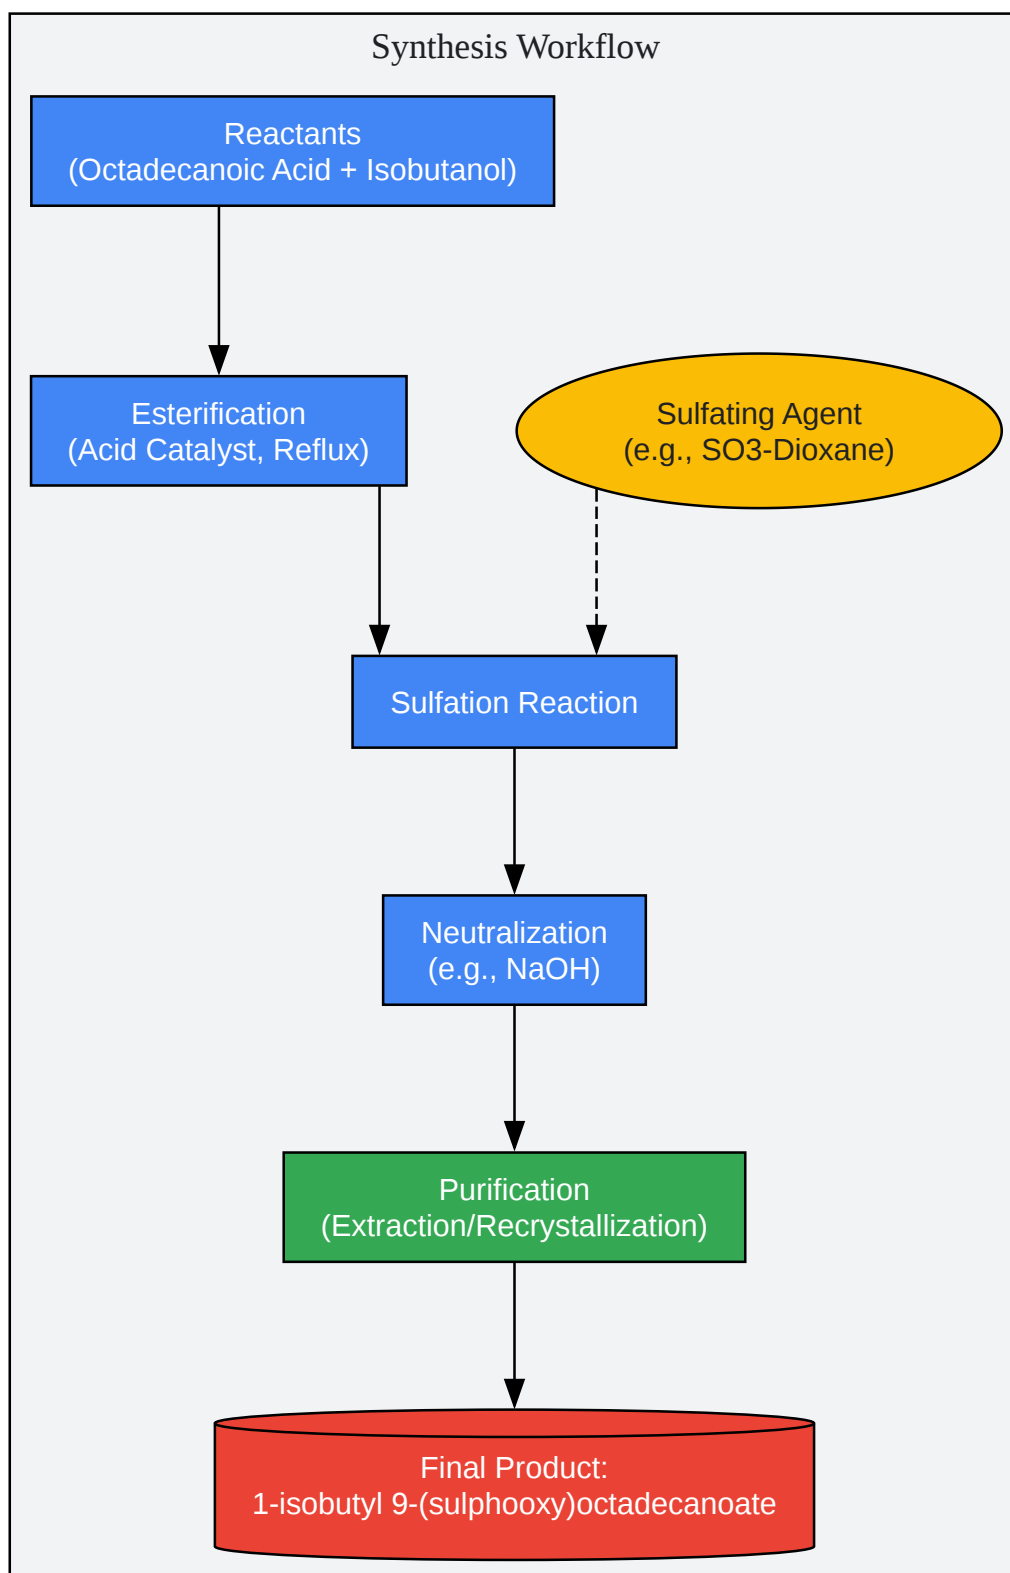 Synthesis Workflow
Reactants
(Octadecanoic Acid + Isobutanol)
Esterification
(Acid Catalyst, Reflux)
Sulfating Agent
(e.g., SO3-Dioxane)
Sulfation Reaction
Neutralization
(e.g., NaOH)
Purification
(Extraction/Recrystallization)
Final Product:
1-isobutyl 9-(sulphooxy)octadecanoate